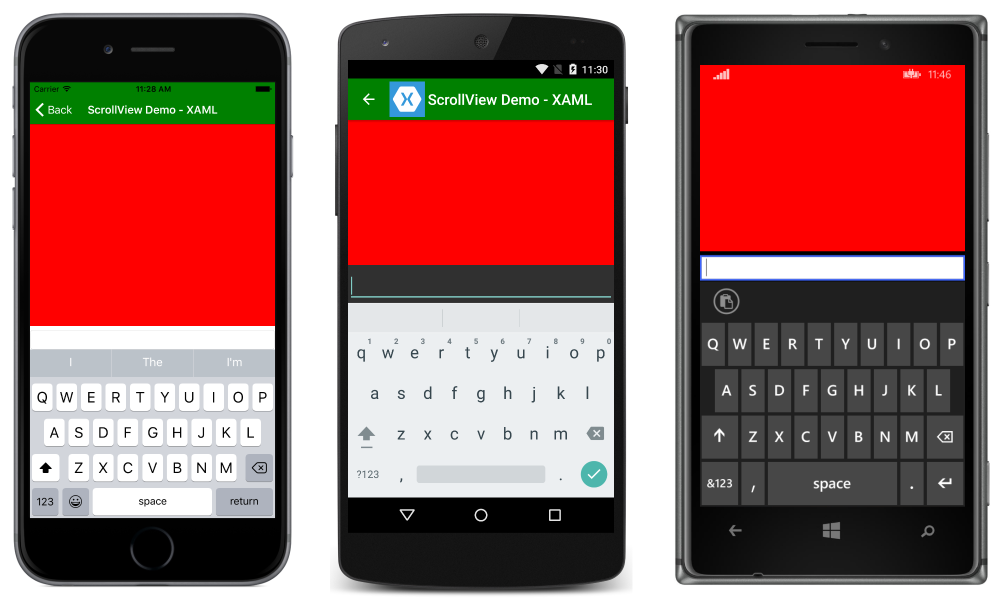 Carrier 11:28 AM
Back ScrollView Demo - XAML
I The I'm
Q W E R T Y U I O P
A S D F G H J K L
Z X C V B N M
123 space return
11:30
X ScrollView Demo - XAML
1 2 3 4 5 6 7 8 9 0
q w e r t y u i o p
a s d f g h j k l
z x c v b n m
?123 , .
11:46
Q W E R T Y U I O P
A S D F G H J K L
Z X C V B N M
&123 , space .